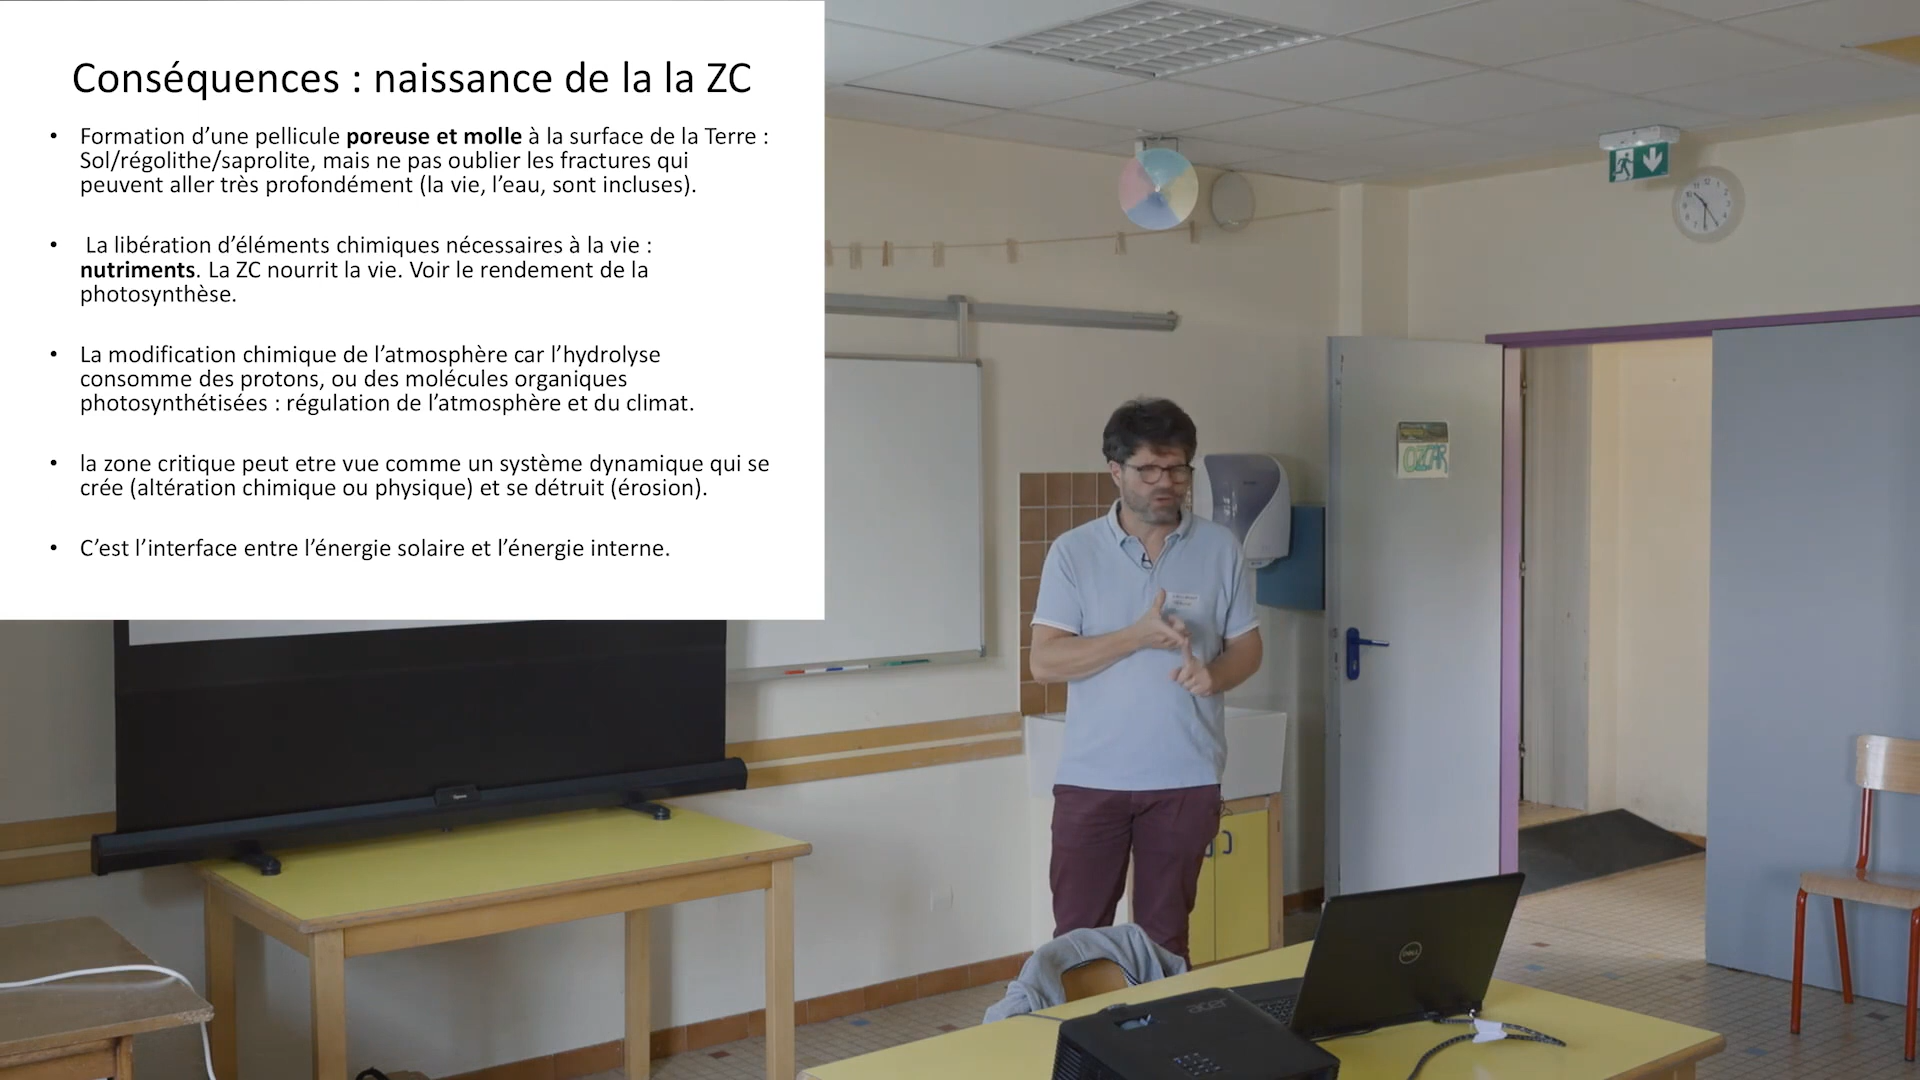 Conséquences : naissance de la la ZC
• Formation d’une pellicule poreuse et molle à la surface de la Terre :
Sol/régolithe/saprolite, mais ne pas oublier les fractures qui
peuvent aller très profondément (la vie, l’eau, sont incluses).
• La libération d’éléments chimiques nécessaires à la vie :
nutriments. La ZC nourrit la vie. Voir le rendement de la
photosynthèse.
• La modification chimique de l’atmosphère car l’hydrolyse
consomme des protons, ou des molécules organiques
photosynthétisées : régulation de l’atmosphère et du climat.
• la zone critique peut etre vue comme un système dynamique qui se
crée (altération chimique ou physique) et se détruit (érosion).
• C’est l’interface entre l’énergie solaire et l’énergie interne.
OZCAR
DELL
acer